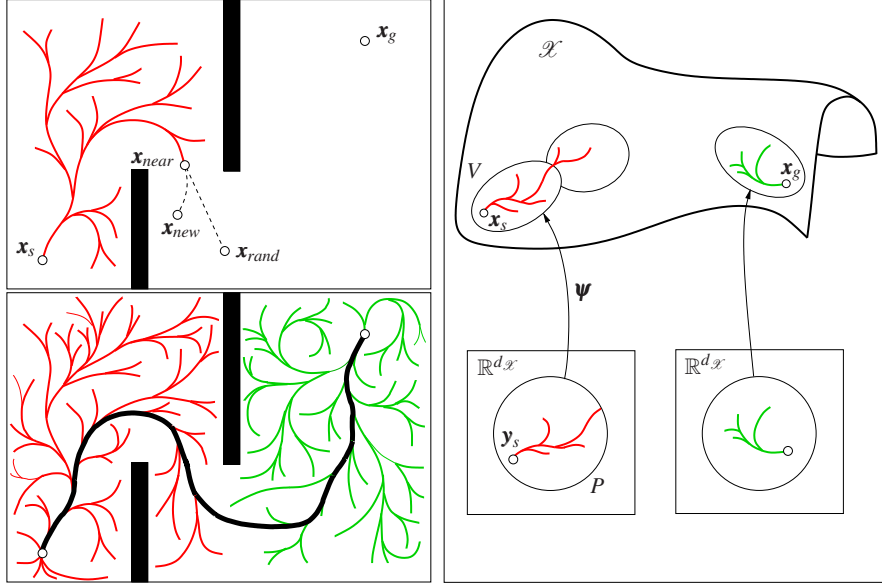 x_g
x_near
x_new
x_s
x_rand
𝒳
V
x_g
x_s
ψ
ℝ^{d_𝒳}
ℝ^{d_𝒳}
y_s
P